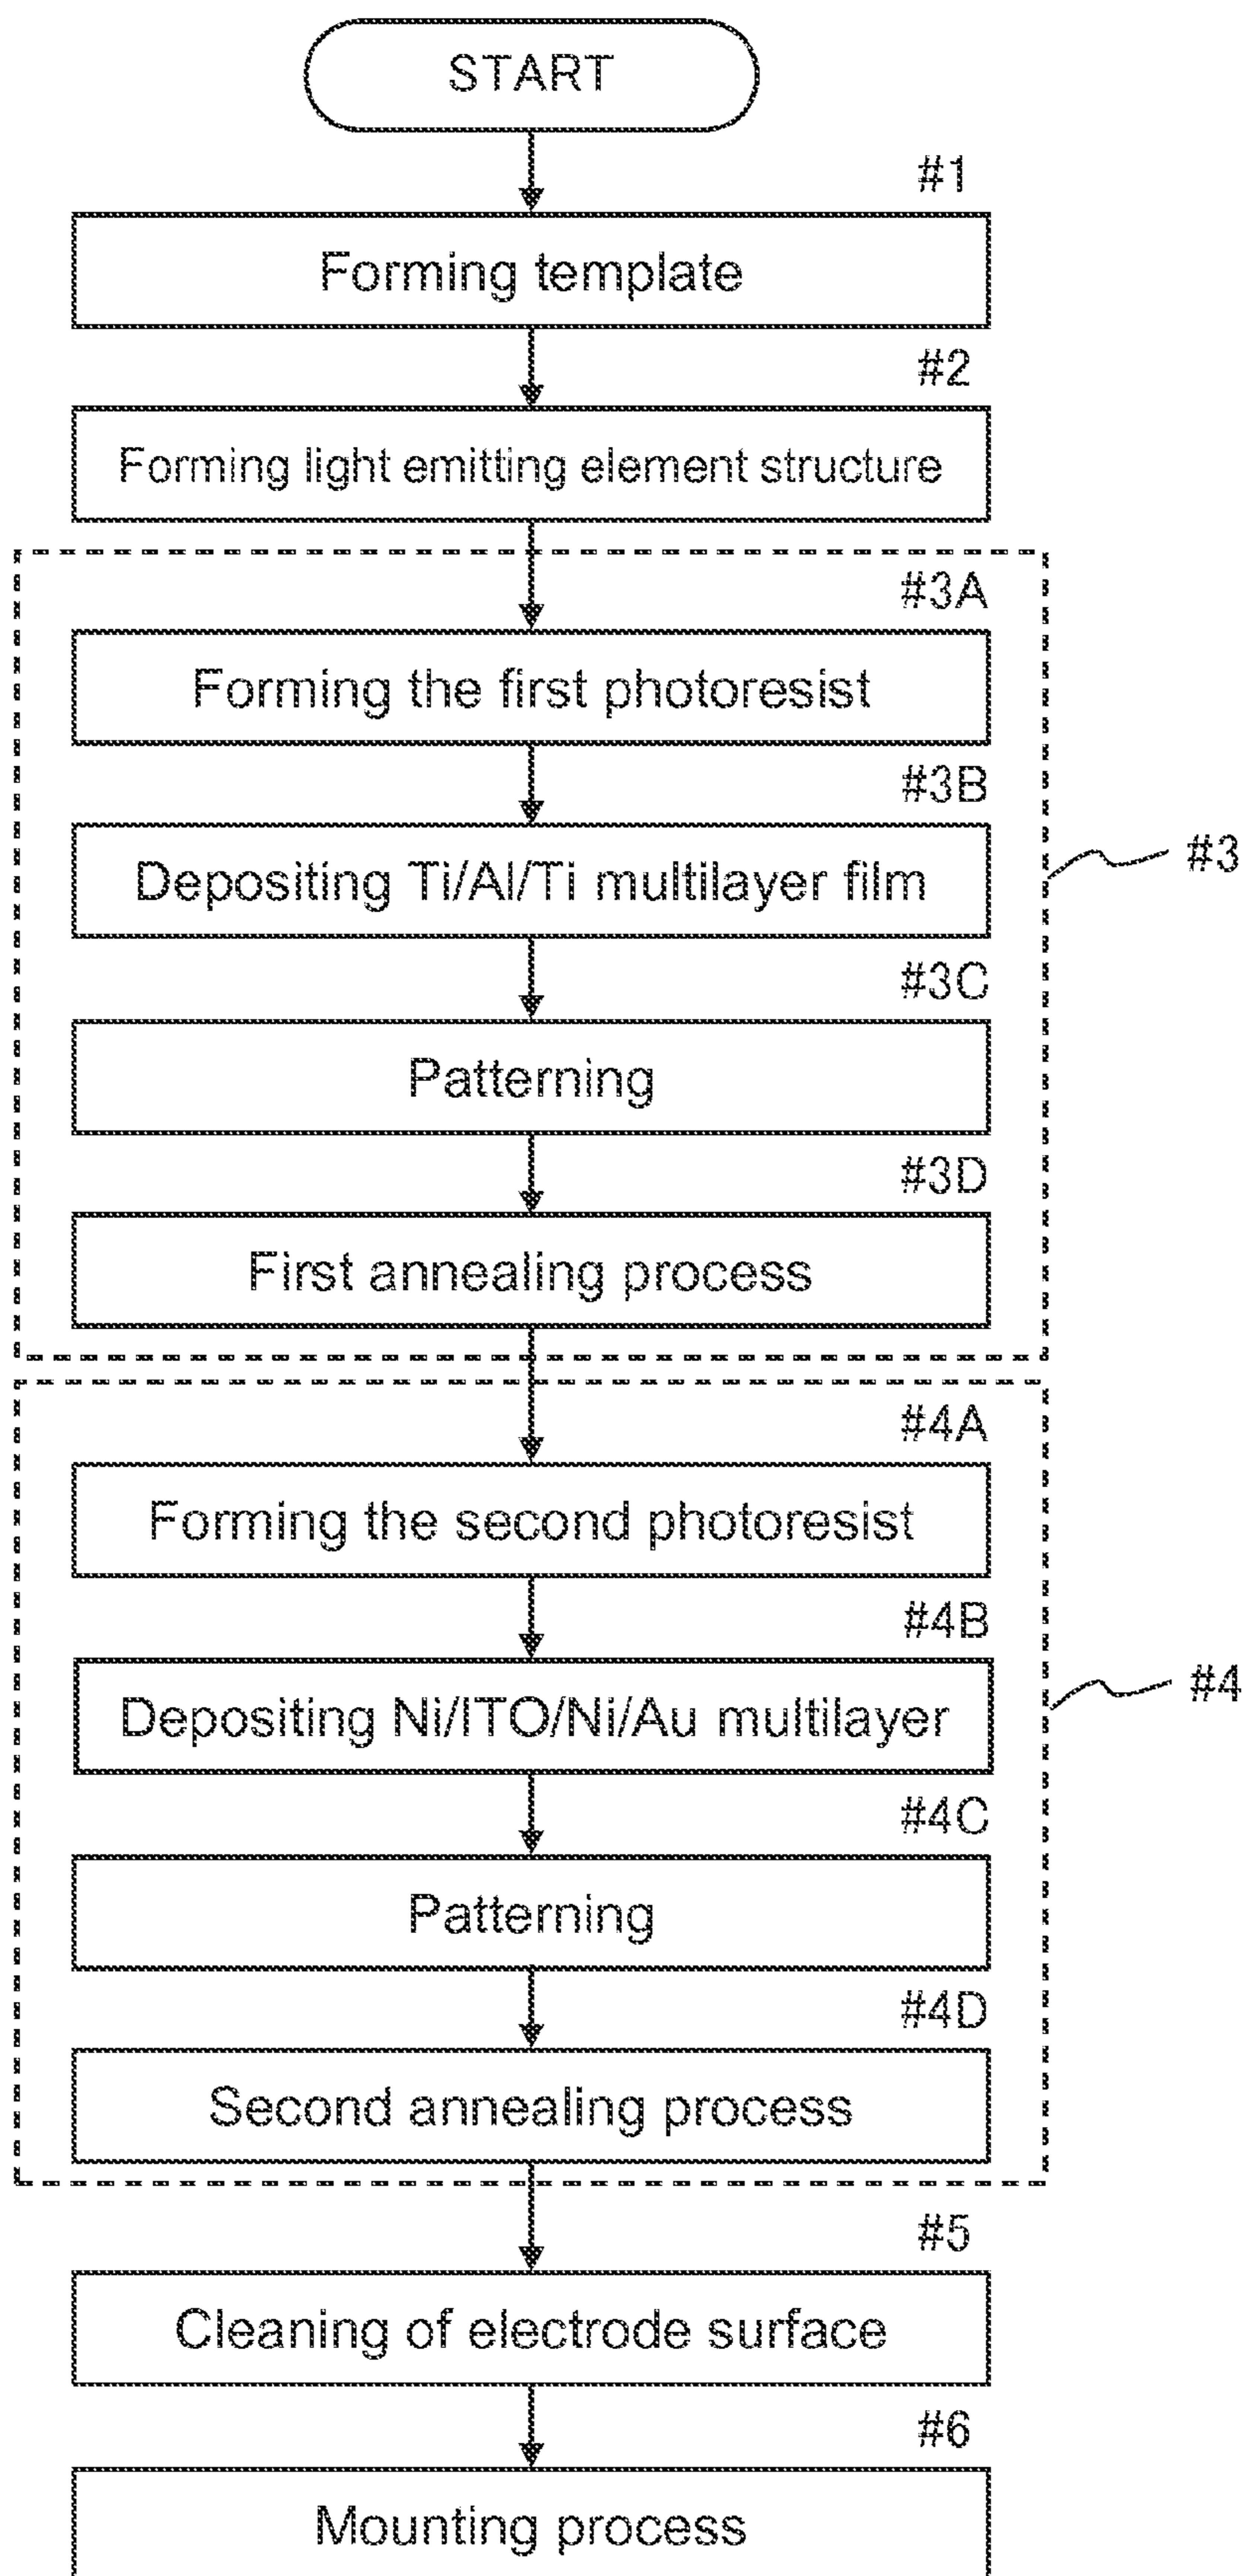 START
#1
Forming template
#2
Forming light emitting element structure
#3A
Forming the first photoresist
#3B
Depositing Ti/Al/Ti multilayer film
#3
#3C
Patterning
#3D
First annealing process
#4A
Forming the second photoresist
#4B
Depositing Ni/ITO/Ni/Au multilayer
#4
#4C
Patterning
#4D
Second annealing process
#5
Cleaning of electrode surface
#6
Mounting process